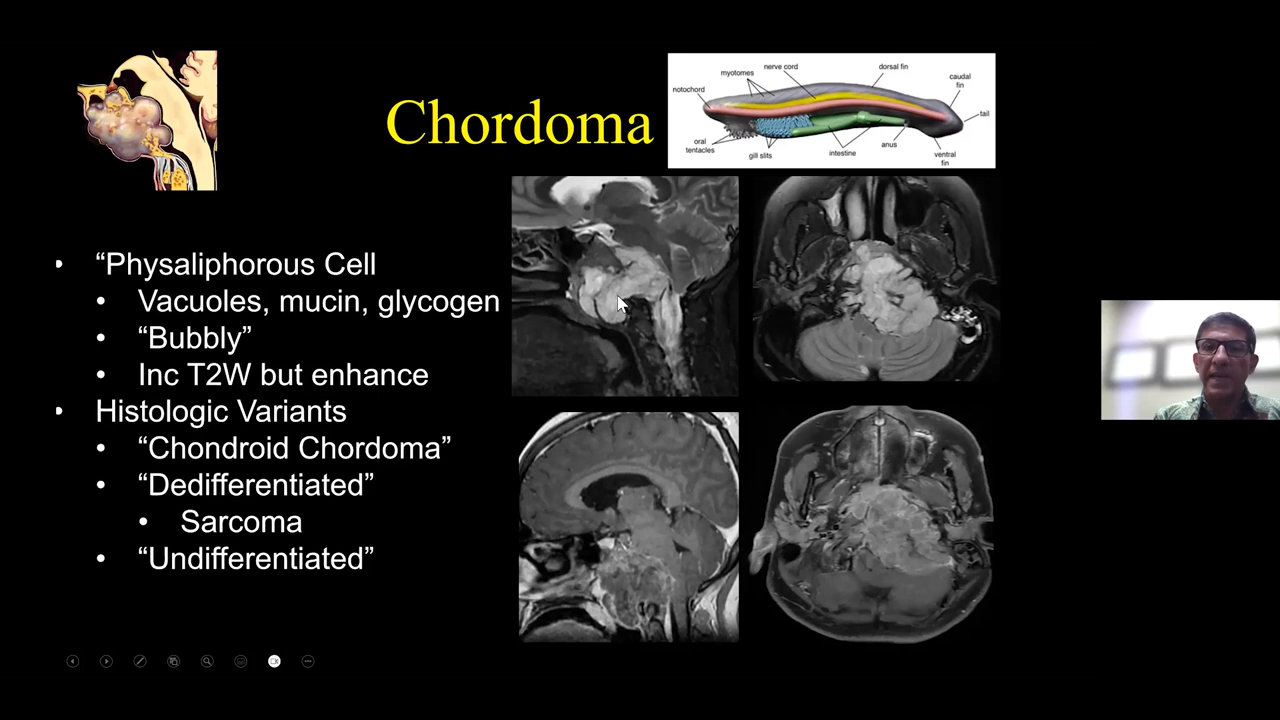 Chordoma
myotomes
nerve cord
dorsal fin
caudal
fin
notochord
tail
oral
tentacles
gill slits
intestine
anus
ventral
fin
• “Physaliphorous Cell
• Vacuoles, mucin, glycogen
• “Bubbly”
• Inc T2W but enhance
• Histologic Variants
• “Chondroid Chordoma”
• “Dedifferentiated”
• Sarcoma
• “Undifferentiated”